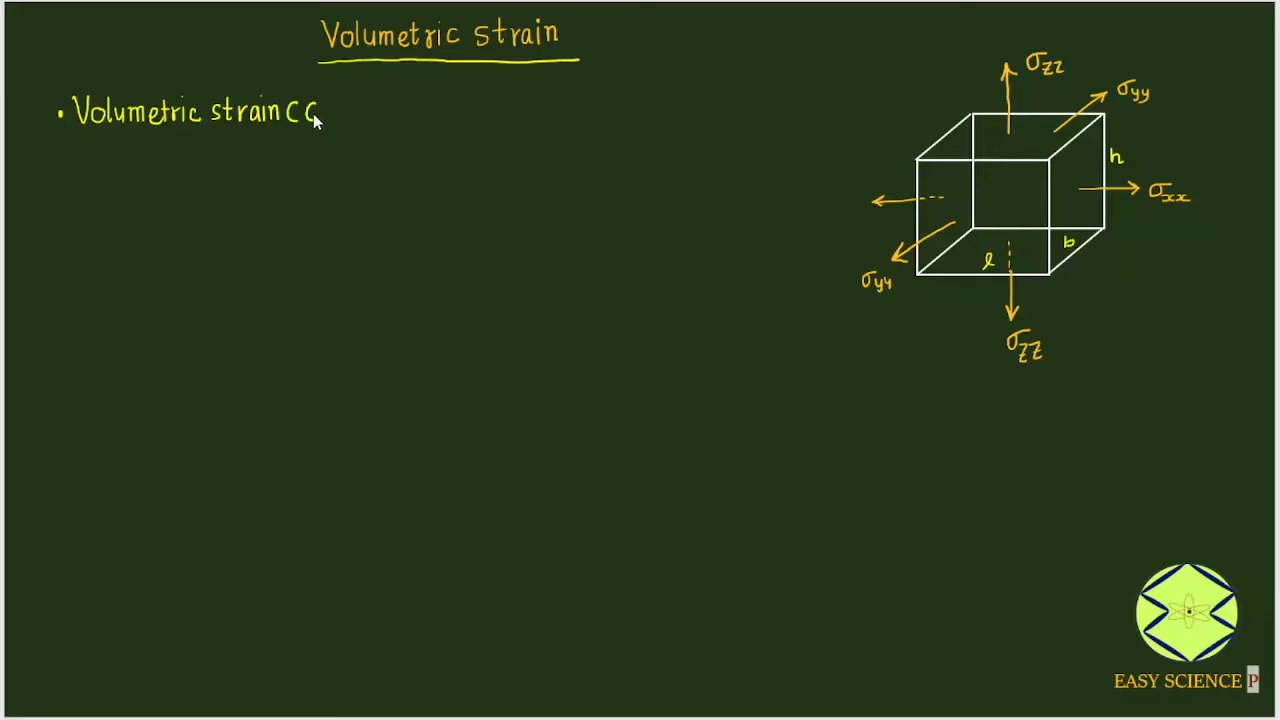 Volumetric strain
• Volumetric strain (
σzz
σyy
h
σxx
b
l
σyy
σzz
EASY SCIENCE P